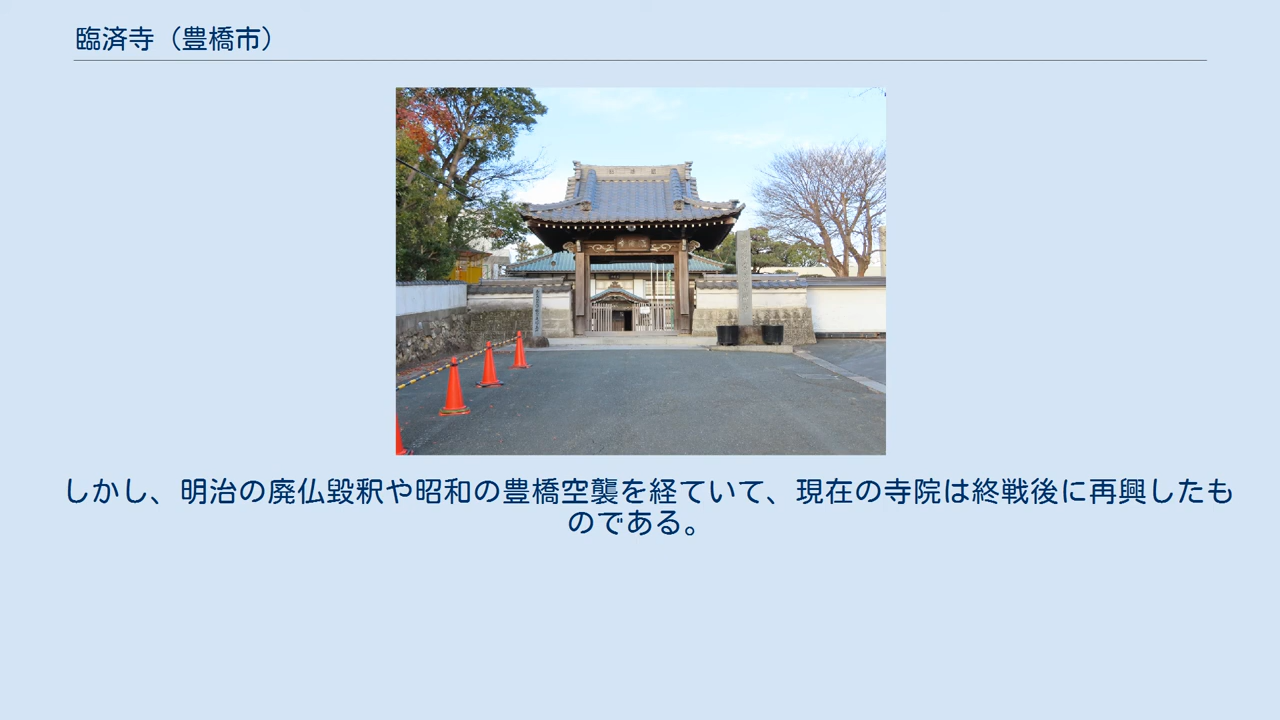 臨済寺（豊橋市）
しかし、明治の廃仏毀釈や昭和の豊橋空襲を経ていて、現在の寺院は終戦後に再興したも
のである。